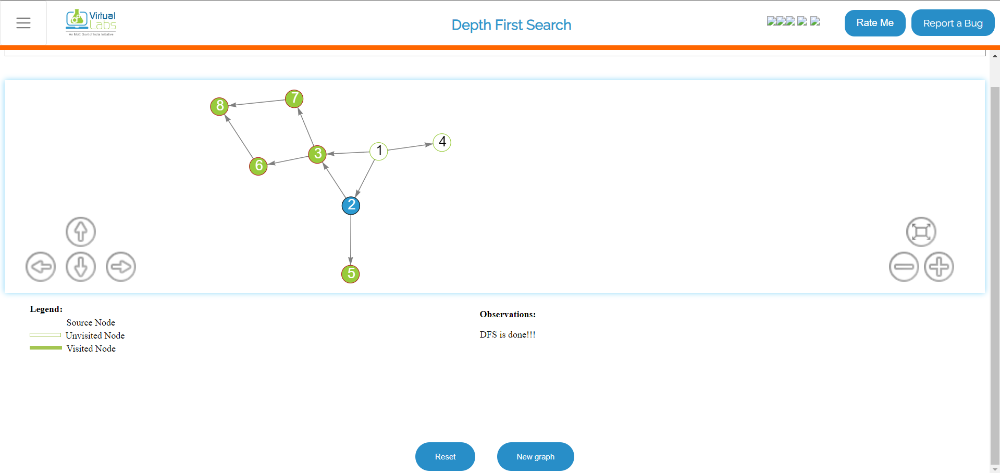 Virtual
Labs
An MoE Govt of India Initiative
Depth First Search
Rate Me
Report a Bug
8
7
4
1
3
6
2
5
Legend:
Source Node
Unvisited Node
Visited Node
Observations:
DFS is done!!!
Reset
New graph